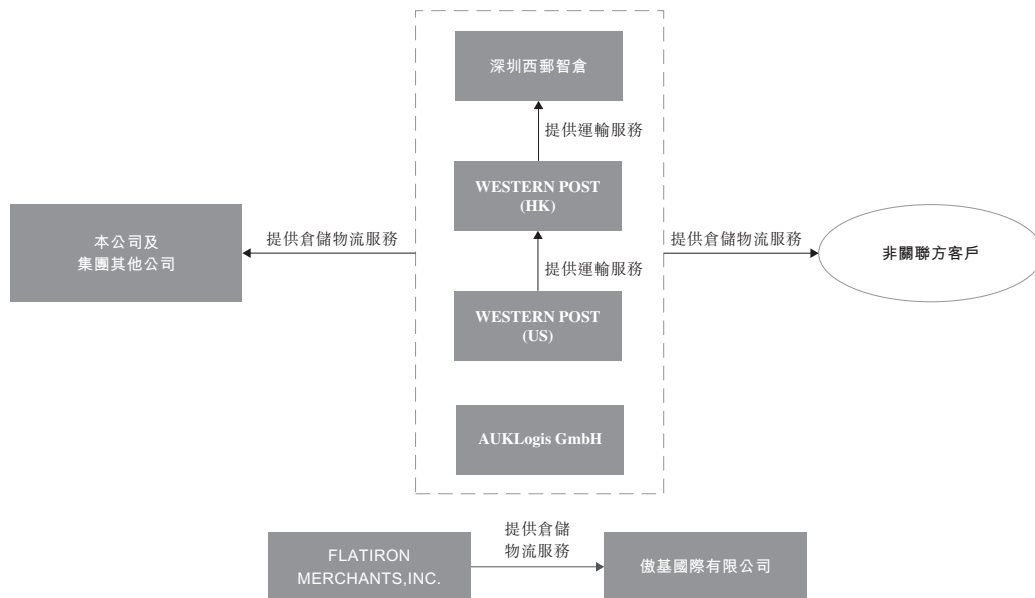 深圳西郵智倉
提供運輸服務
WESTERN POST
(HK)
本公司及
集團其他公司
提供倉儲物流服務
提供倉儲物流服務
非關聯方客戶
提供運輸服務
WESTERN POST
(US)
AUKLogis GmbH
FLATIRON
MERCHANTS,INC.
提供倉儲
物流服務
傲基國際有限公司